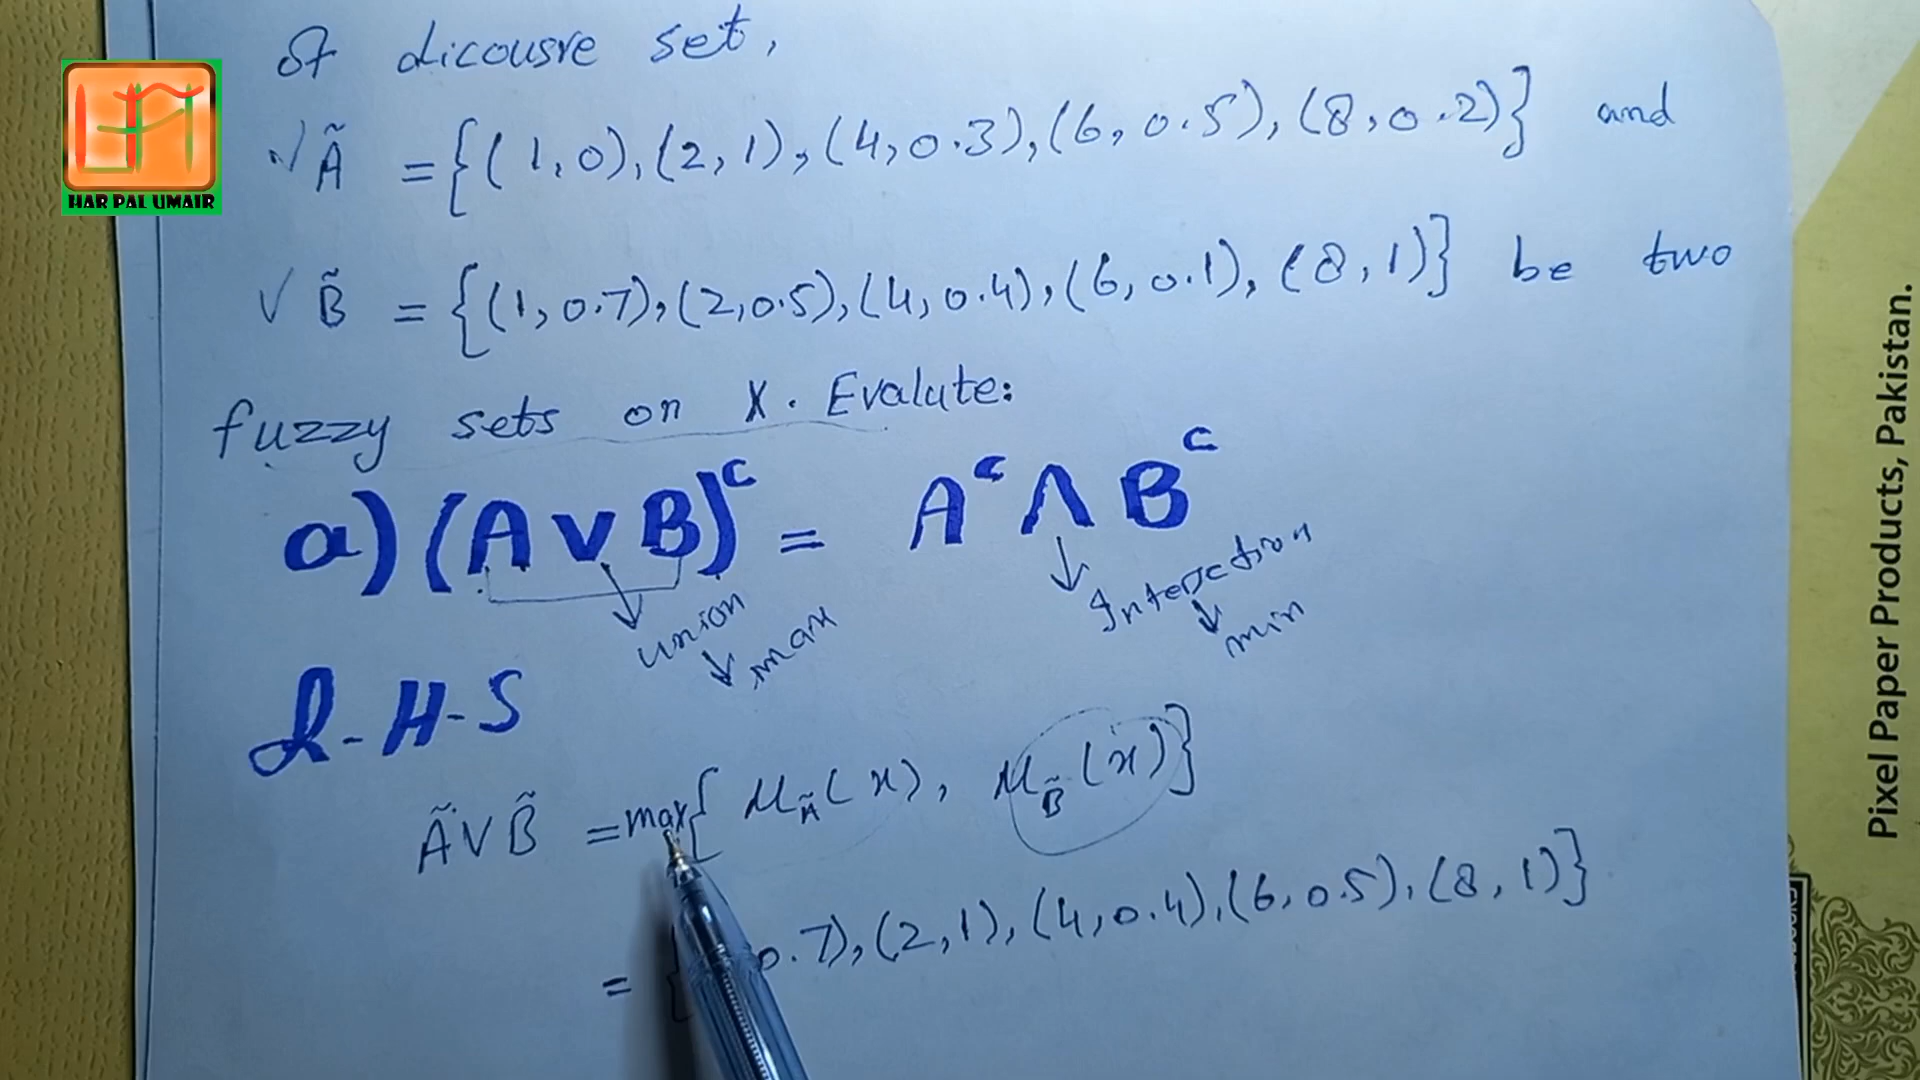 of dicousre set,
HAR PAL UMAIR
√ Ã = {(1,0),(2,1),(4,0.3),(6,0.5),(8,0.2)} and
√ B̃ = {(1,0.7),(2,0.5),(4,0.4),(6,0.1),(8,1)} be two
fuzzy sets on X. Evalute:
a) (A ∨ B)ᶜ = Aᶜ ∧ Bᶜ
union
max
Intersection
min
L-H-S
Ã∨B̃ = max{ μ_Ã(x), μ_B̃(x)}
= { 0.7),(2,1),(4,0.4),(6,0.5),(8,1)}
Pixel Paper Products, Pakistan.